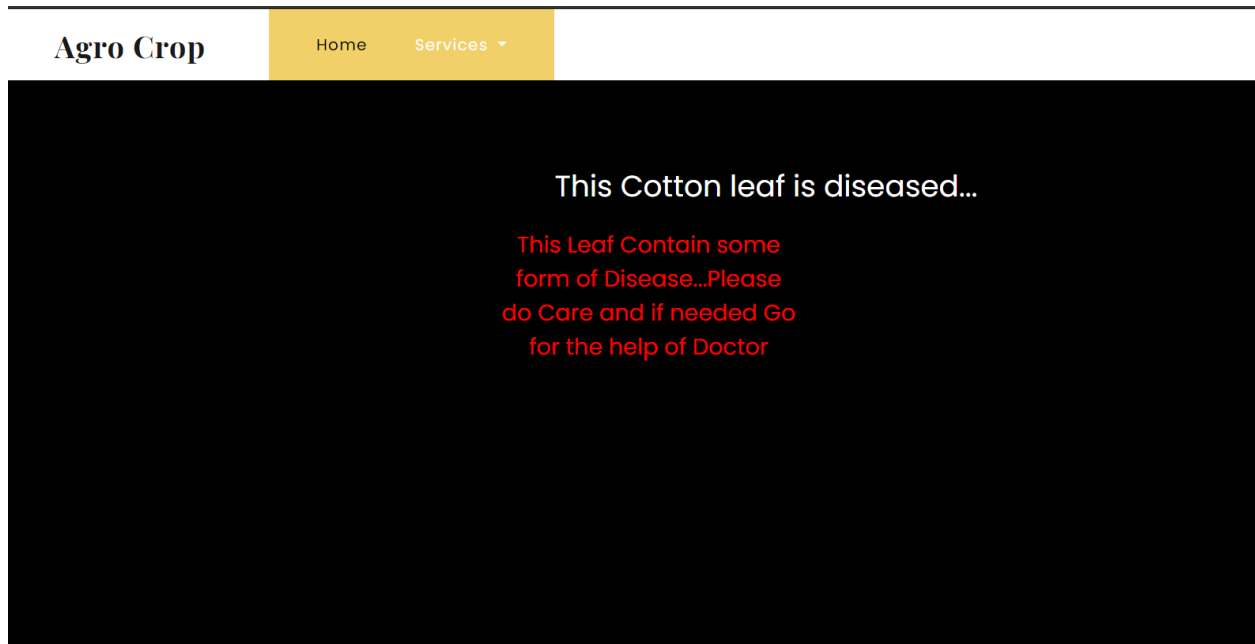 Agro Crop
Home
Services
This Cotton leaf is diseased...
This Leaf Contain some
form of Disease...Please
do Care and if needed Go
for the help of Doctor